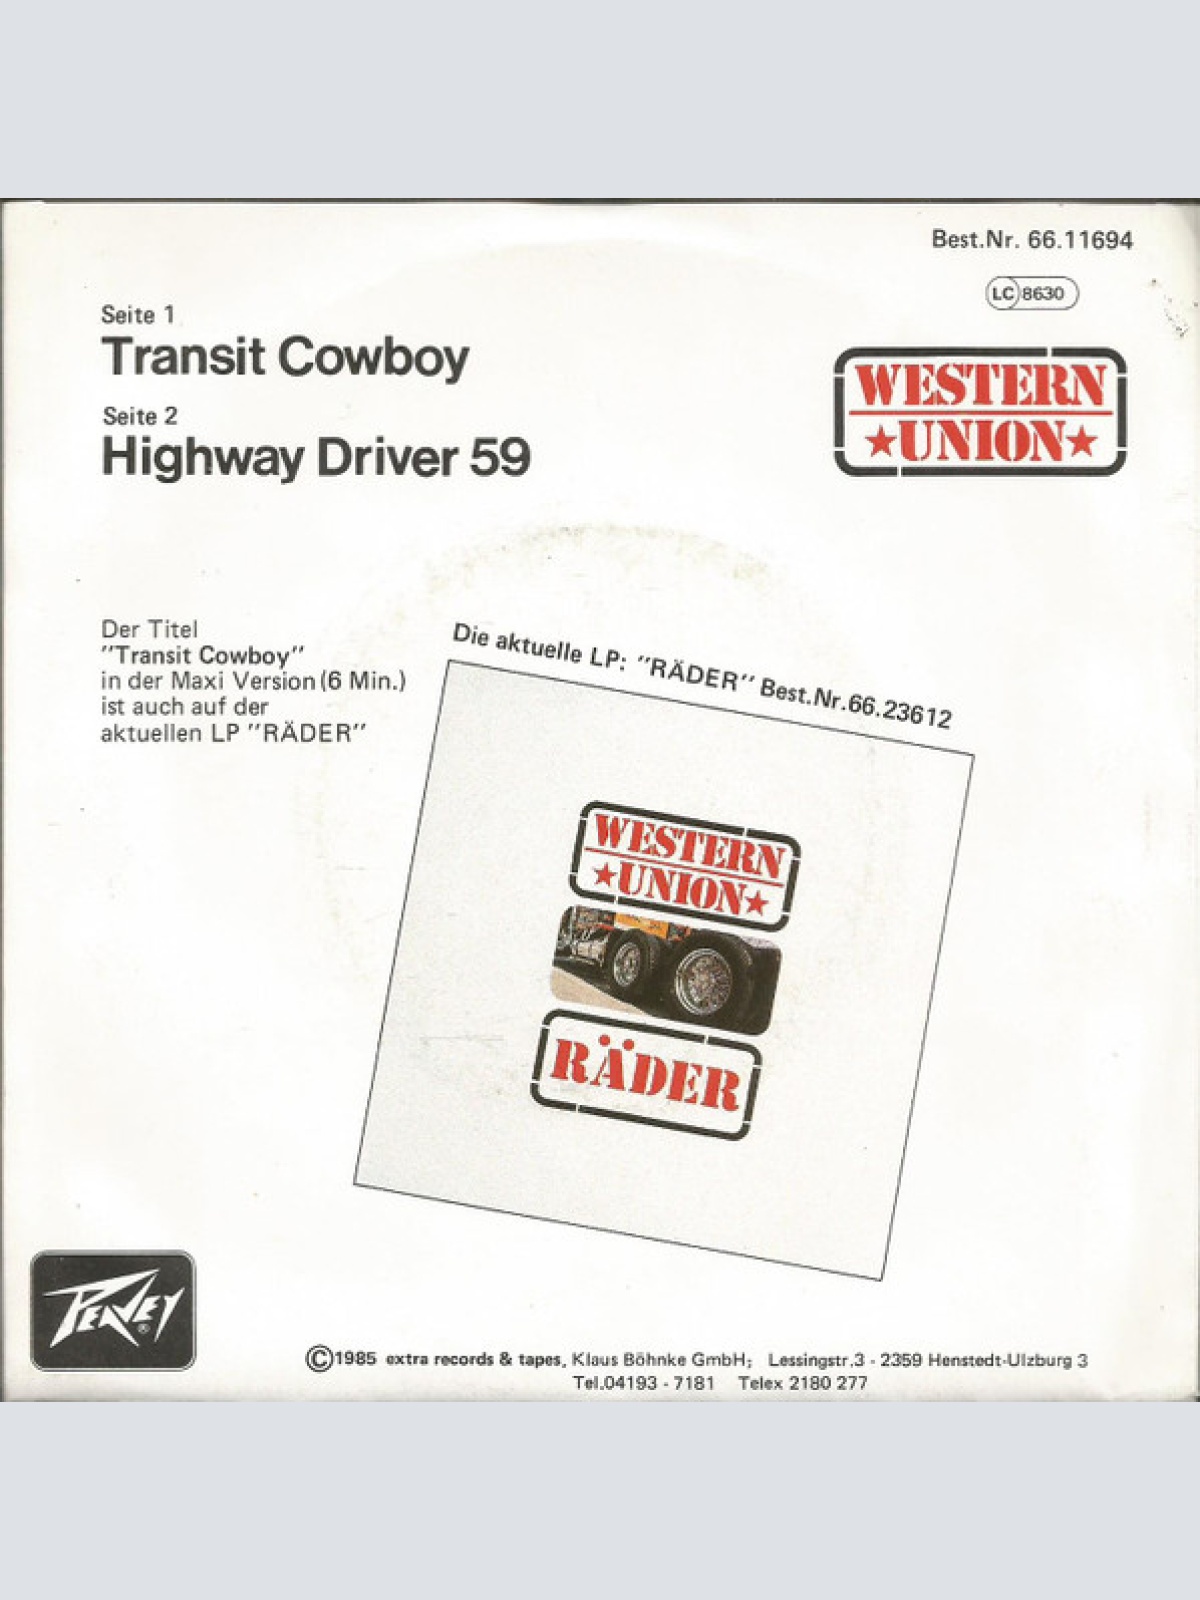 Best.Nr. 66.11694
LC 8630
Seite 1
Transit Cowboy
Seite 2
Highway Driver 59
WESTERN
★UNION★
Der Titel
"Transit Cowboy"
in der Maxi Version (6 Min.)
ist auch auf der
aktuellen LP "RÄDER"
Die aktuelle LP: "RÄDER" Best.Nr.66.23612
WESTERN
★UNION★
RÄDER
PEAVEY®
©1985 extra records & tapes, Klaus Böhnke GmbH; Lessingstr.3 - 2359 Henstedt-Ulzburg 3
Tel.04193 - 7181 Telex 2180 277